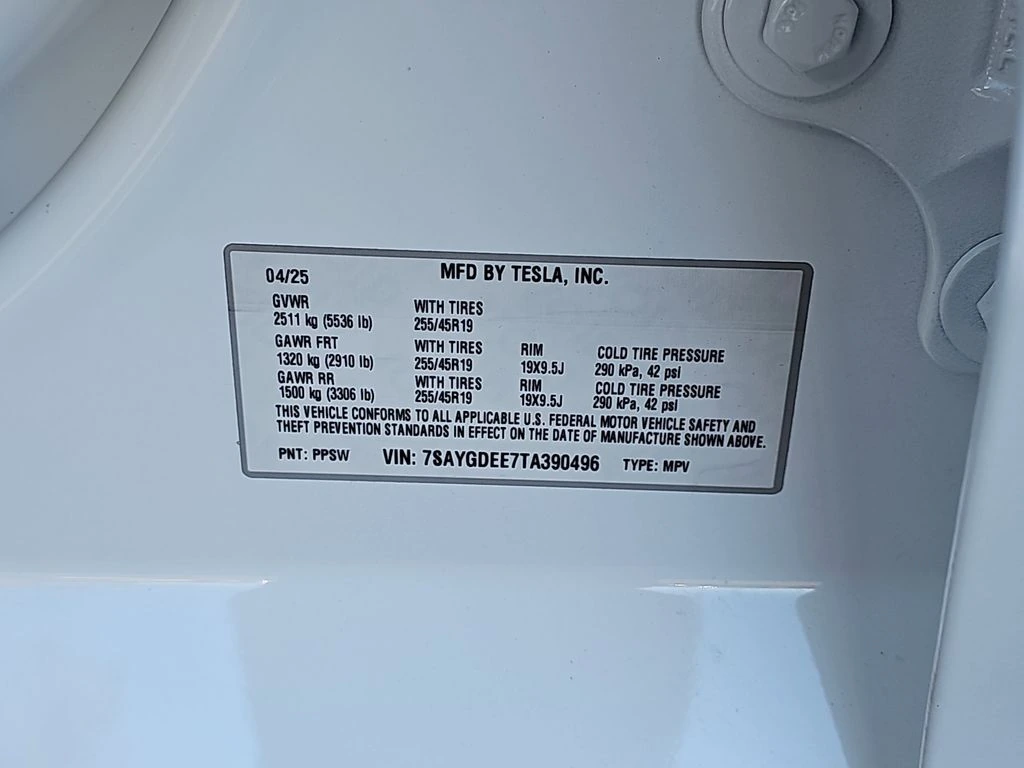 04/25 MFD BY TESLA, INC.
GVWR WITH TIRES
2511 kg (5536 lb) 255/45R19
GAWR FRT WITH TIRES RIM COLD TIRE PRESSURE
1320 kg (2910 lb) 255/45R19 19X9.5J 290 kPa, 42 psi
GAWR RR WITH TIRES RIM COLD TIRE PRESSURE
1500 kg (3306 lb) 255/45R19 19X9.5J 290 kPa, 42 psi
THIS VEHICLE CONFORMS TO ALL APPLICABLE U.S. FEDERAL MOTOR VEHICLE SAFETY AND
THEFT PREVENTION STANDARDS IN EFFECT ON THE DATE OF MANUFACTURE SHOWN ABOVE.
PNT: PPSW VIN: 7SAYGDEE7TA390496 TYPE: MPV